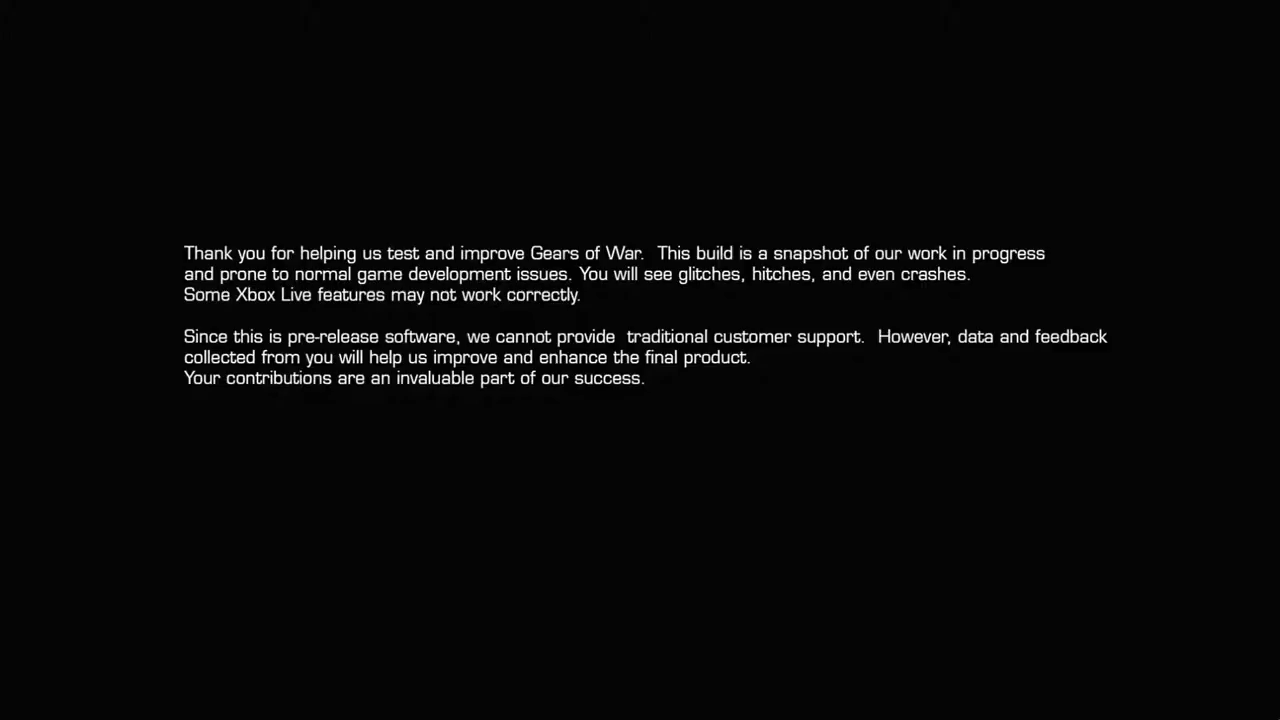 Thank you for helping us test and improve Gears of War.  This build is a snapshot of our work in progress
and prone to normal game development issues. You will see glitches, hitches, and even crashes.
Some Xbox Live features may not work correctly.
Since this is pre-release software, we cannot provide  traditional customer support.  However, data and feedback
collected from you will help us improve and enhance the final product.
Your contributions are an invaluable part of our success.